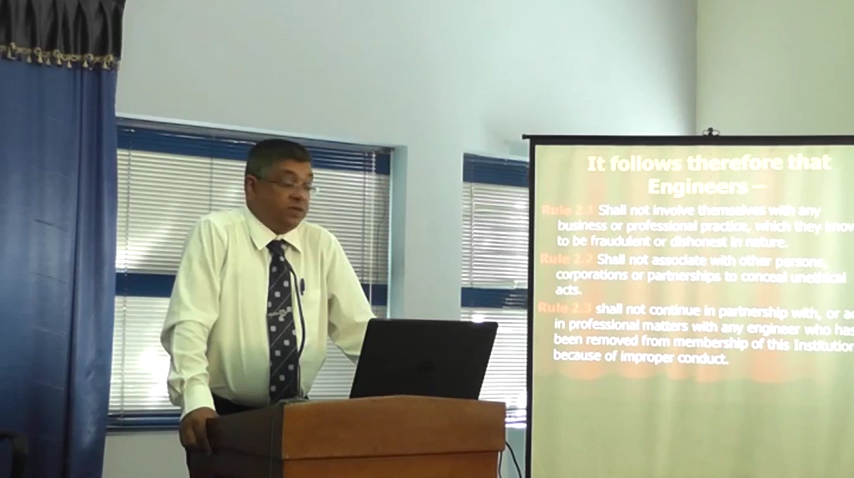 It follows therefore that
Engineers –
Rule 2.1 Shall not involve themselves with any
business or professional practice, which they know
to be fraudulent or dishonest in nature.
Rule 2.2 Shall not associate with other persons,
corporations or partnerships to conceal unethical
acts.
Rule 2.3 shall not continue in partnership with, or
in professional matters with any engineer who has
been removed from membership of this Institution
because of improper conduct.